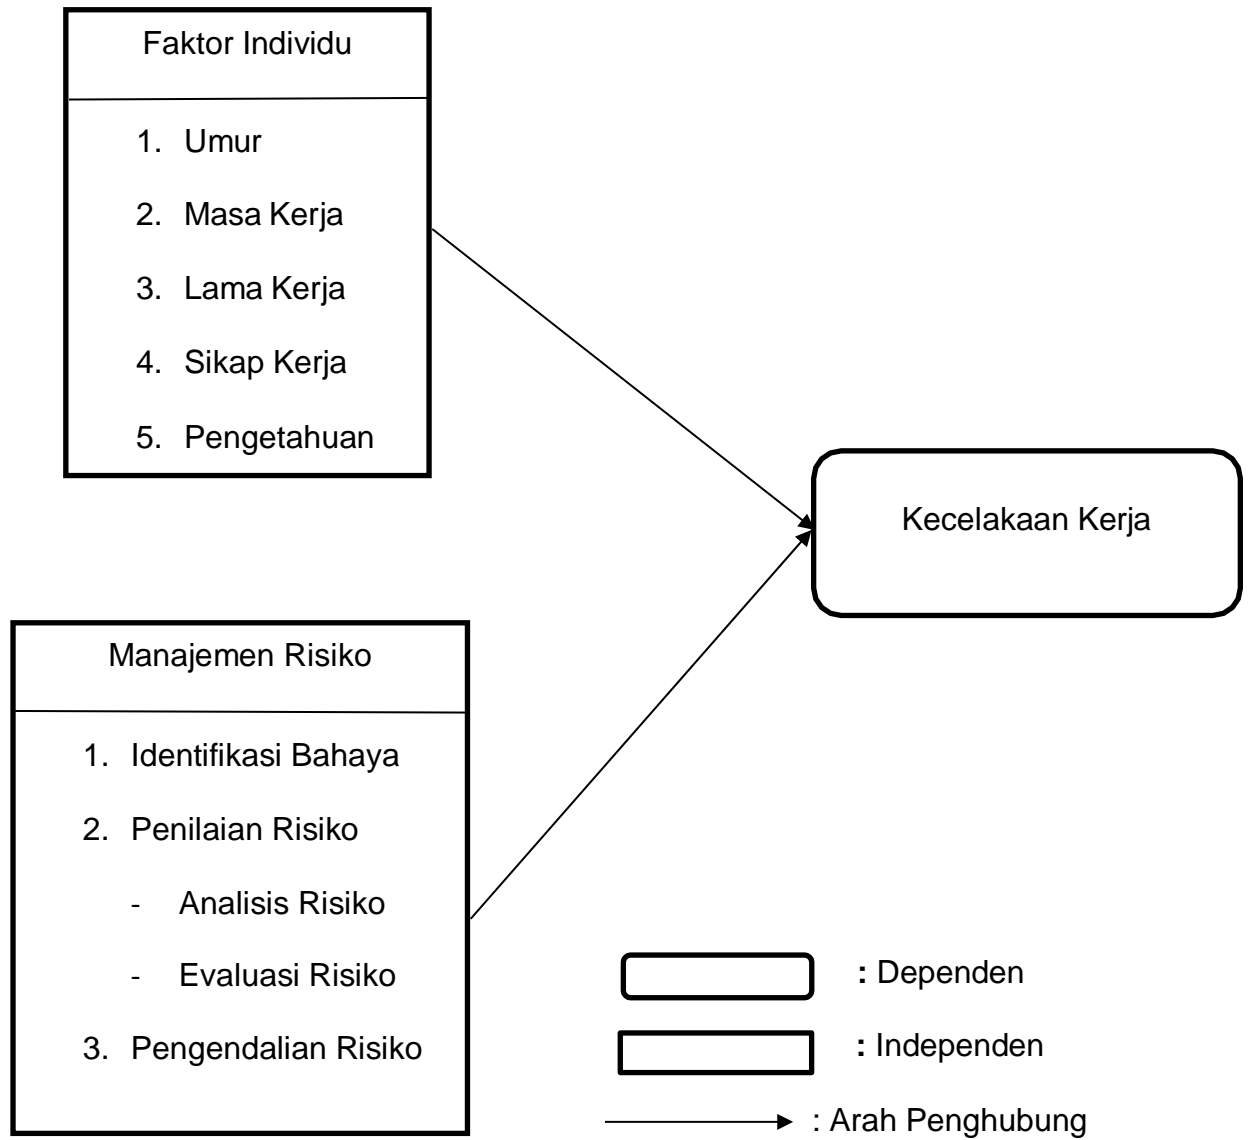 Faktor Individu
1. Umur
2. Masa Kerja
3. Lama Kerja
4. Sikap Kerja
5. Pengetahuan
Kecelakaan Kerja
Manajemen Risiko
1. Identifikasi Bahaya
2. Penilaian Risiko
- Analisis Risiko
- Evaluasi Risiko
3. Pengendalian Risiko
: Dependen
: Independen
: Arah Penghubung